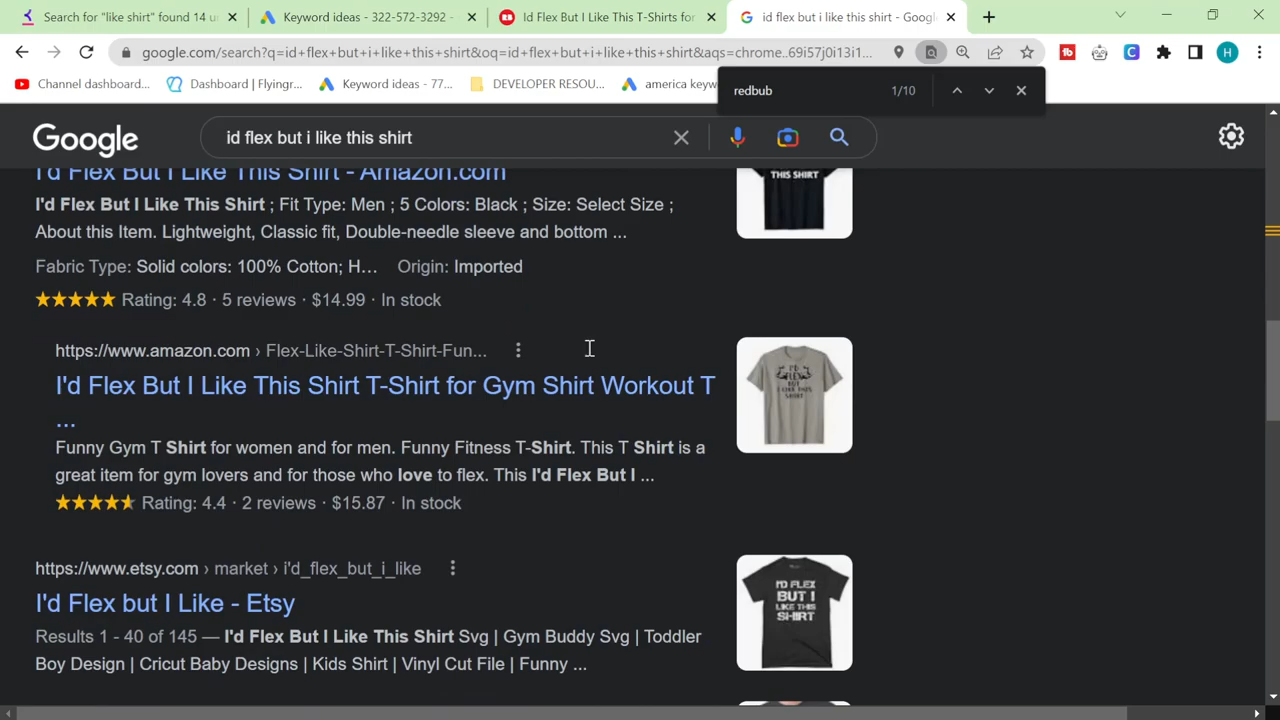 Search for "like shirt" found 14 u
Keyword ideas - 322-572-3292 -
Id Flex But I Like This T-Shirts for
id flex but i like this shirt - Goog
google.com/search?q=id+flex+but+i+like+this+shirt&oq=id+flex+but+i+like+this+shirt&aqs=chrome..69i57j0i13i1...
Channel dashboard...
Dashboard | Flyingr...
Keyword ideas - 77...
DEVELOPER RESOU...
america keyw
redbub
1/10
Google
id flex but i like this shirt
I'd Flex But I Like This Shirt - Amazon.com
I'd Flex But I Like This Shirt ; Fit Type: Men ; 5 Colors: Black ; Size: Select Size ;
About this Item. Lightweight, Classic fit, Double-needle sleeve and bottom ...
Fabric Type: Solid colors: 100% Cotton; H... Origin: Imported
Rating: 4.8 · 5 reviews · $14.99 · In stock
THIS SHIRT
https://www.amazon.com › Flex-Like-Shirt-T-Shirt-Fun...
I'd Flex But I Like This Shirt T-Shirt for Gym Shirt Workout T
...
Funny Gym T Shirt for women and for men. Funny Fitness T-Shirt. This T Shirt is a
great item for gym lovers and for those who love to flex. This I'd Flex But I ...
Rating: 4.4 · 2 reviews · $15.87 · In stock
I'D
FLEX
BUT
I LIKE THIS
SHIRT
https://www.etsy.com › market › i'd_flex_but_i_like
I'd Flex but I Like - Etsy
Results 1 - 40 of 145 — I'd Flex But I Like This Shirt Svg | Gym Buddy Svg | Toddler
Boy Design | Cricut Baby Designs | Kids Shirt | Vinyl Cut File | Funny ...
I'D FLEX
BUT I
LIKE THIS
SHIRT